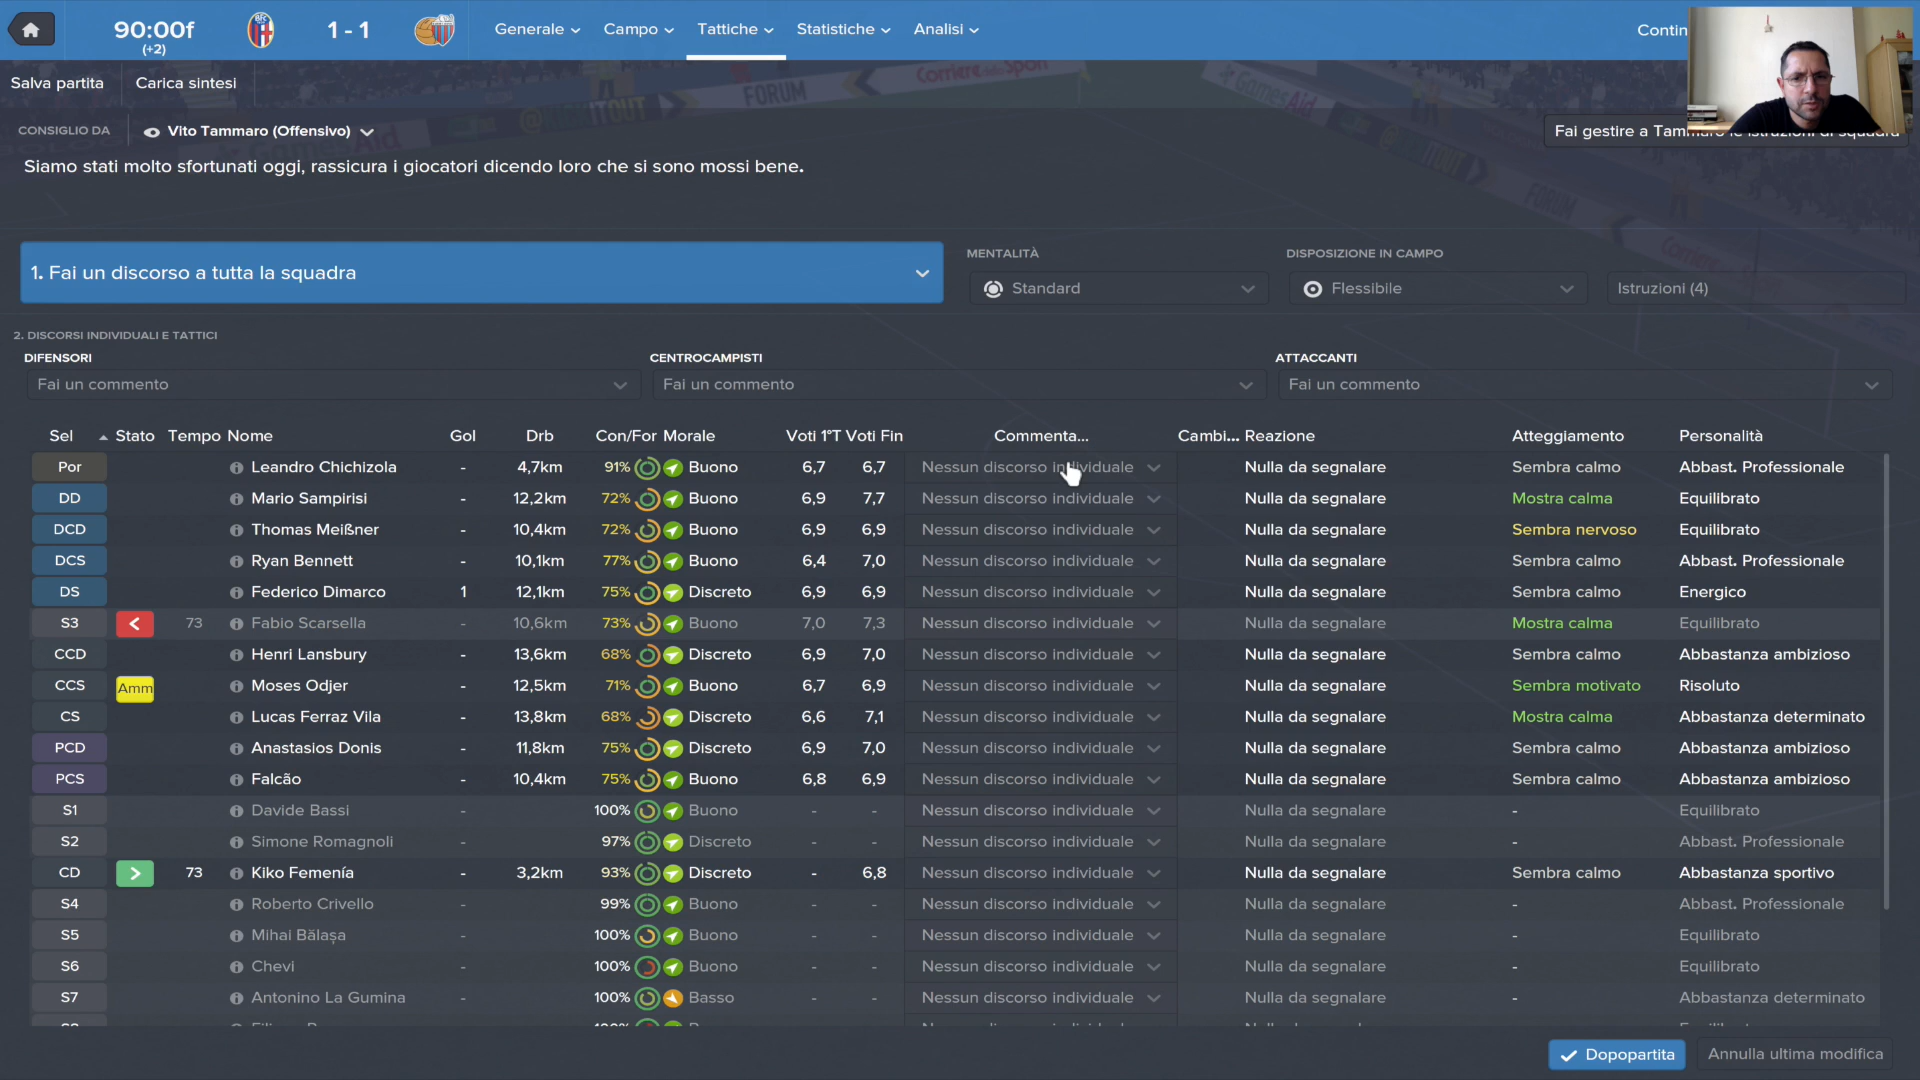 90:00f
(+2)
1 - 1
Generale
Campo
Tattiche
Statistiche
Analisi
Contin
Salva partita
Carica sintesi
CONSIGLIO DA
Vito Tammaro (Offensivo)
Fai gestire a Tammaro le istruzioni di squadra
Siamo stati molto sfortunati oggi, rassicura i giocatori dicendo loro che si sono mossi bene.
1. Fai un discorso a tutta la squadra
MENTALITÀ
Standard
DISPOSIZIONE IN CAMPO
Flessibile
Istruzioni (4)
2. DISCORSI INDIVIDUALI E TATTICI
DIFENSORI
CENTROCAMPISTI
ATTACCANTI
Fai un commento
Fai un commento
Fai un commento
Sel Stato Tempo Nome Gol Drb Con/For Morale Voti 1°T Voti Fin Commenta... Cambi... Reazione Atteggiamento Personalità
Por Leandro Chichizola - 4,7km 91% Buono 6,7 6,7 Nessun discorso individuale Nulla da segnalare Sembra calmo Abbast. Professionale
DD Mario Sampirisi - 12,2km 72% Buono 6,9 7,7 Nessun discorso individuale Nulla da segnalare Mostra calma Equilibrato
DCD Thomas Meißner - 10,4km 72% Buono 6,9 6,9 Nessun discorso individuale Nulla da segnalare Sembra nervoso Equilibrato
DCS Ryan Bennett - 10,1km 77% Buono 6,4 7,0 Nessun discorso individuale Nulla da segnalare Sembra calmo Abbast. Professionale
DS Federico Dimarco 1 12,1km 75% Discreto 6,9 6,9 Nessun discorso individuale Nulla da segnalare Sembra calmo Energico
S3 73 Fabio Scarsella - 10,6km 73% Buono 7,0 7,3 Nessun discorso individuale Nulla da segnalare Mostra calma Equilibrato
CCD Henri Lansbury - 13,6km 68% Discreto 6,9 7,0 Nessun discorso individuale Nulla da segnalare Sembra calmo Abbastanza ambizioso
CCS Amm Moses Odjer - 12,5km 71% Buono 6,7 6,9 Nessun discorso individuale Nulla da segnalare Sembra motivato Risoluto
CS Lucas Ferraz Vila - 13,8km 68% Discreto 6,6 7,1 Nessun discorso individuale Nulla da segnalare Mostra calma Abbastanza determinato
PCD Anastasios Donis - 11,8km 75% Discreto 6,9 7,0 Nessun discorso individuale Nulla da segnalare Sembra calmo Abbastanza ambizioso
PCS Falcão - 10,4km 75% Buono 6,8 6,9 Nessun discorso individuale Nulla da segnalare Sembra calmo Abbastanza ambizioso
S1 Davide Bassi - 100% Buono - - Nessun discorso individuale Nulla da segnalare - Equilibrato
S2 Simone Romagnoli - 97% Discreto - - Nessun discorso individuale Nulla da segnalare - Abbast. Professionale
CD 73 Kiko Femenía - 3,2km 93% Discreto - 6,8 Nessun discorso individuale Nulla da segnalare Sembra calmo Abbastanza sportivo
S4 Roberto Crivello - 99% Buono - - Nessun discorso individuale Nulla da segnalare - Abbast. Professionale
S5 Mihai Bălașa - 100% Buono - - Nessun discorso individuale Nulla da segnalare - Equilibrato
S6 Chevi - 100% Buono - - Nessun discorso individuale Nulla da segnalare - Equilibrato
S7 Antonino La Gumina - 100% Basso - - Nessun discorso individuale Nulla da segnalare - Abbastanza determinato
Dopopartita
Annulla ultima modifica